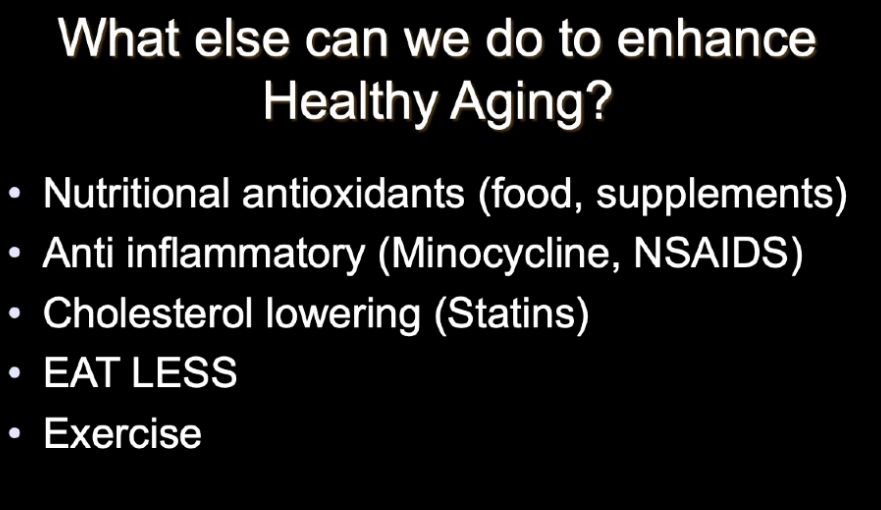 What else can we do to enhance
Healthy Aging?
• Nutritional antioxidants (food, supplements)
• Anti inflammatory (Minocycline, NSAIDS)
• Cholesterol lowering (Statins)
• EAT LESS
• Exercise